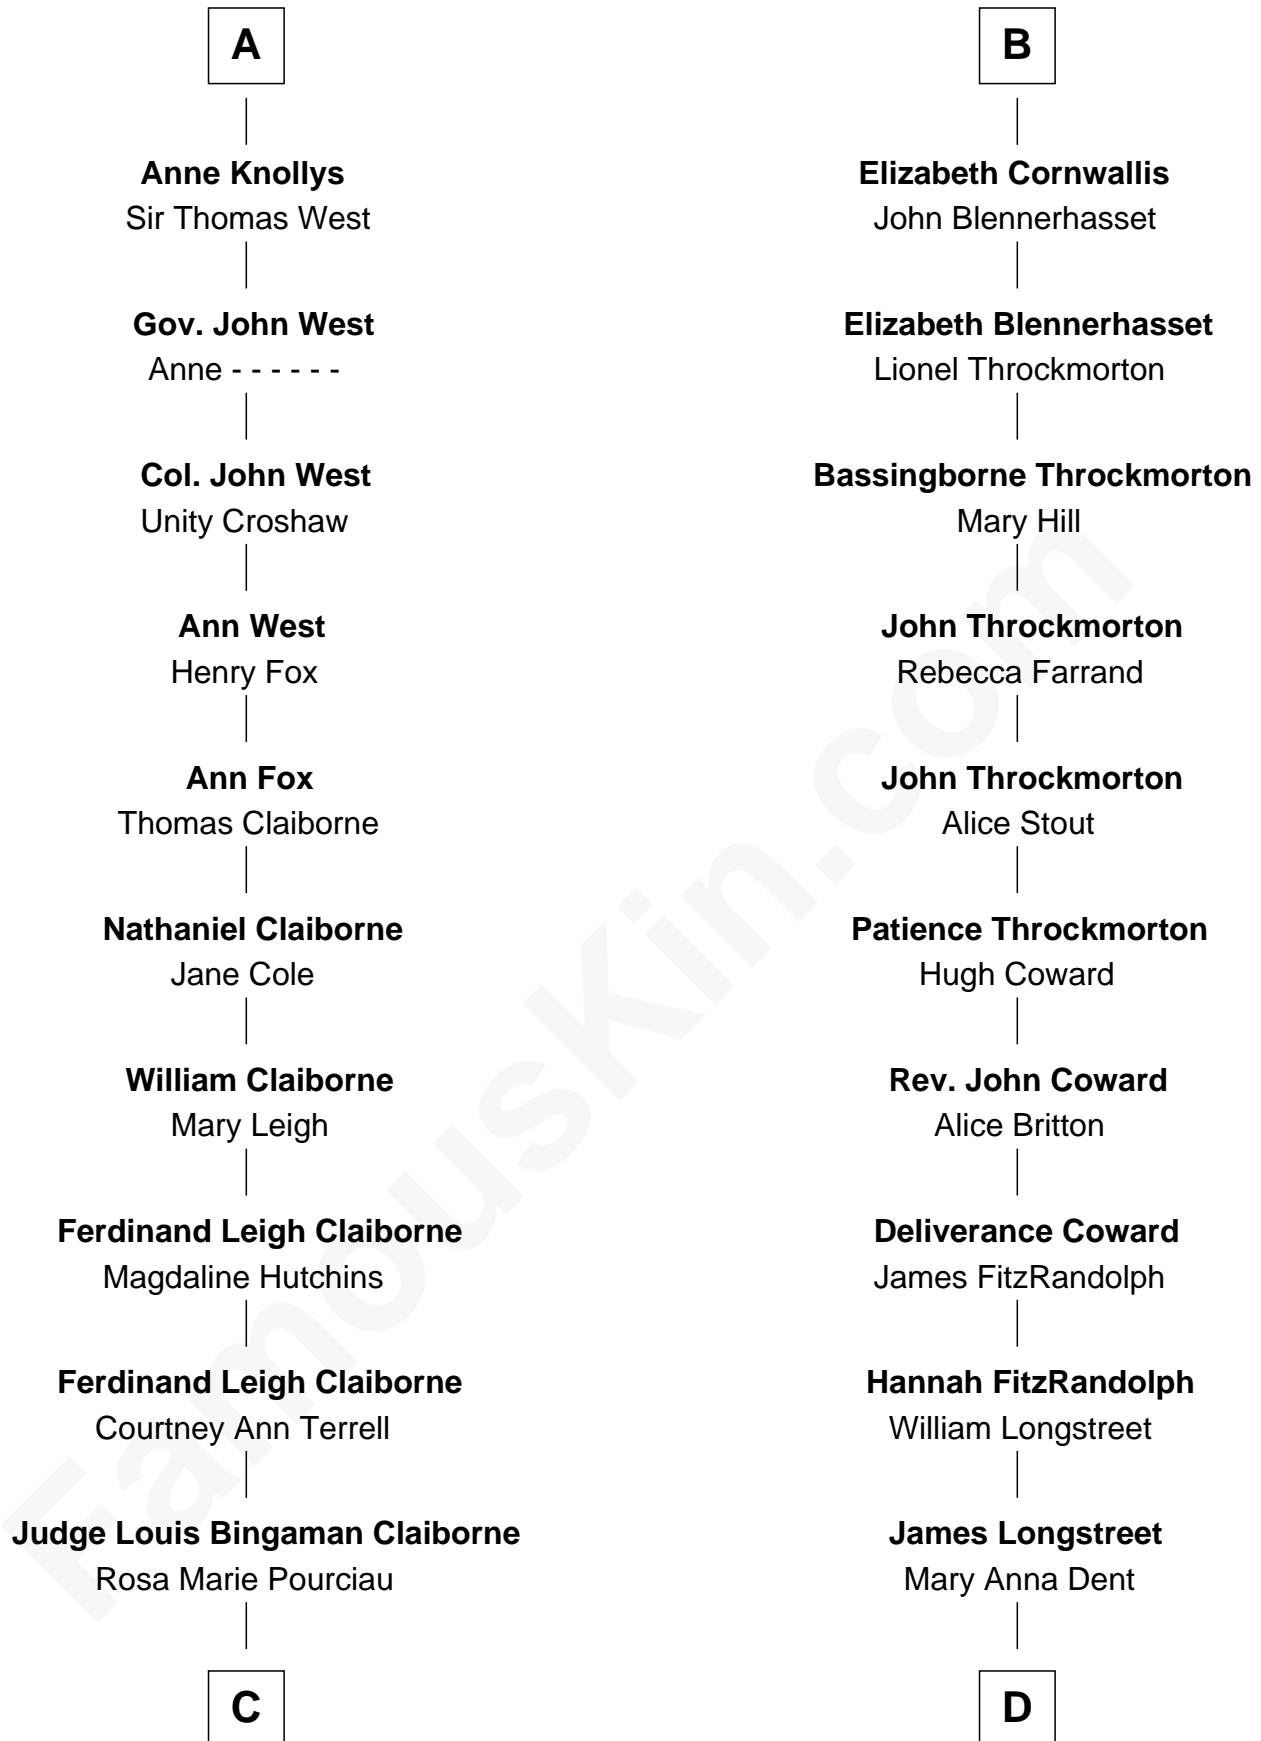 A
Anne Knollys
Sir Thomas West
Gov. John West
Anne - - - - - -
Col. John West
Unity Croshaw
Ann West
Henry Fox
Ann Fox
Thomas Claiborne
Nathaniel Claiborne
Jane Cole
William Claiborne
Mary Leigh
Ferdinand Leigh Claiborne
Magdaline Hutchins
Ferdinand Leigh Claiborne
Courtney Ann Terrell
Judge Louis Bingaman Claiborne
Rosa Marie Pourciau
C
B
Elizabeth Cornwallis
John Blennerhasset
Elizabeth Blennerhasset
Lionel Throckmorton
Bassingborne Throckmorton
Mary Hill
John Throckmorton
Rebecca Farrand
John Throckmorton
Alice Stout
Patience Throckmorton
Hugh Coward
Rev. John Coward
Alice Britton
Deliverance Coward
James FitzRandolph
Hannah FitzRandolph
William Longstreet
James Longstreet
Mary Anna Dent
D
FamousKin.com